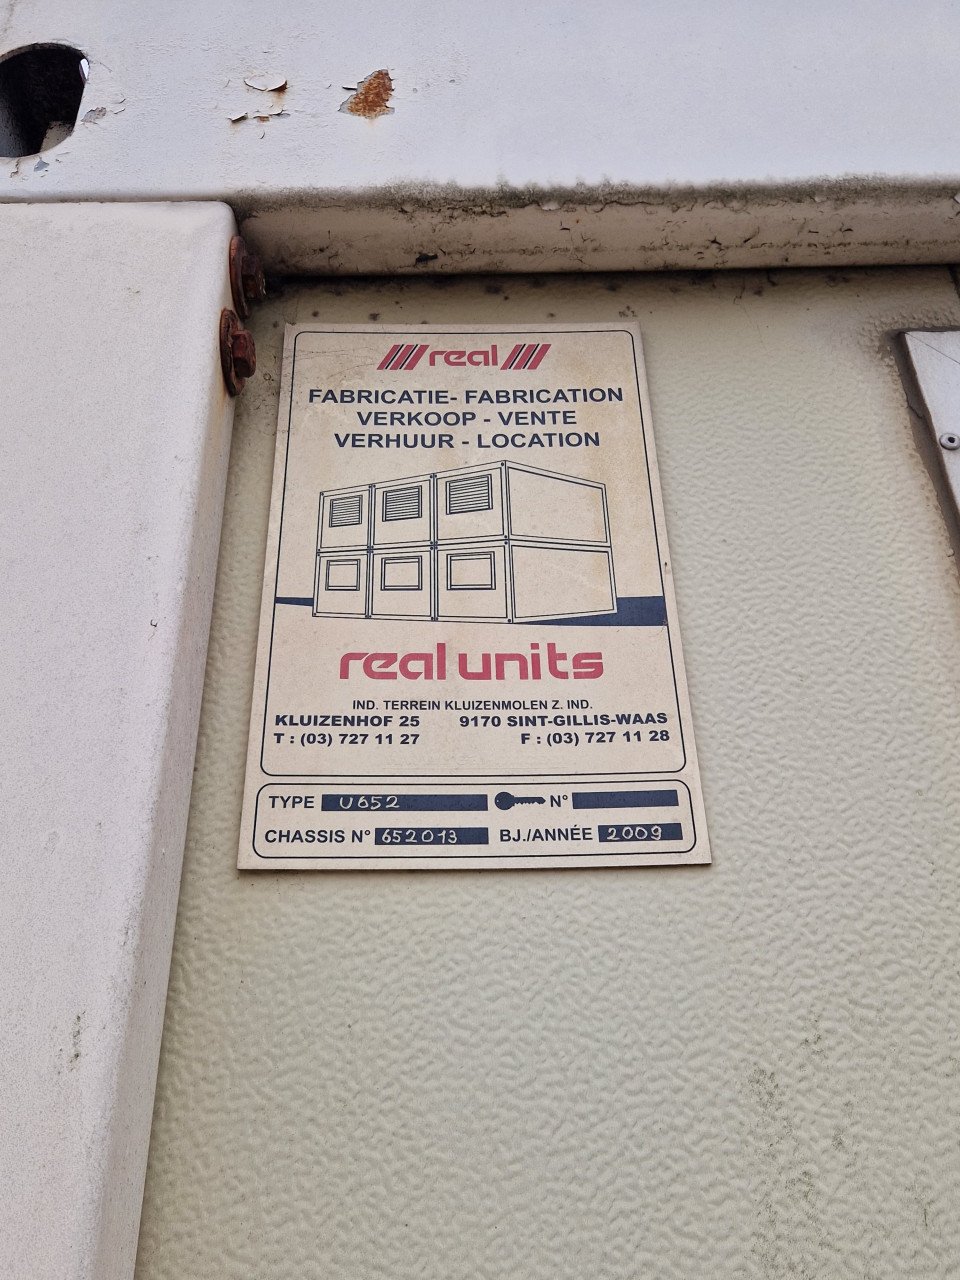 real
FABRICATIE- FABRICATION
VERKOOP - VENTE
VERHUUR - LOCATION
real units
IND. TERREIN KLUIZENMOLEN Z. IND.
KLUIZENHOF 25 9170 SINT-GILLIS-WAAS
T : (03) 727 11 27 F : (03) 727 11 28
TYPE U652 N°
CHASSIS N° 652013 BJ./ANNÉE 2009